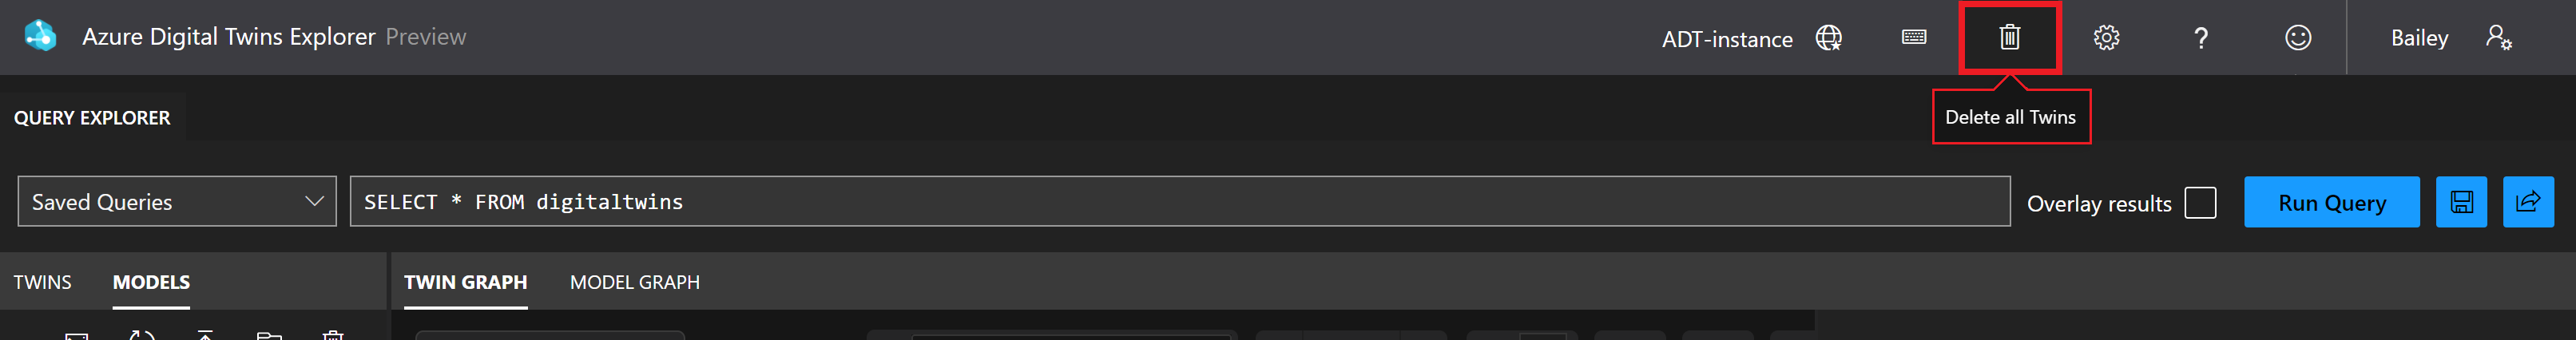 Azure Digital Twins Explorer Preview
ADT-instance
?
Bailey
Delete all Twins
QUERY EXPLORER
Saved Queries
SELECT * FROM digitaltwins
Overlay results
Run Query
TWINS
MODELS
TWIN GRAPH
MODEL GRAPH